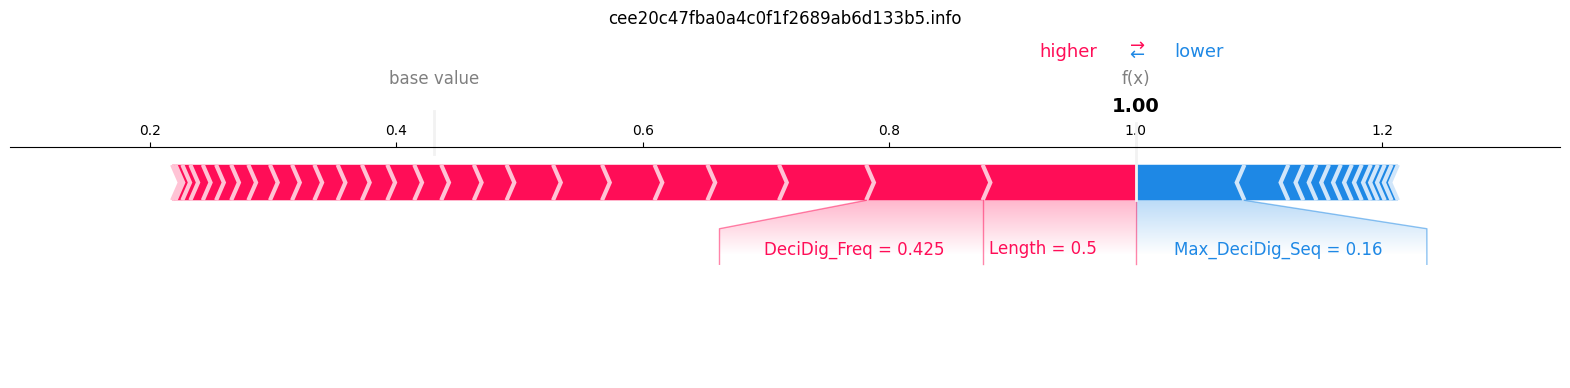 cee20c47fba0a4c0f1f2689ab6d133b5.info
higher ⇄ lower
base value f(x)
1.00
0.2 0.4 0.6 0.8 1.0 1.2
DeciDig_Freq = 0.425 Length = 0.5 Max_DeciDig_Seq = 0.16